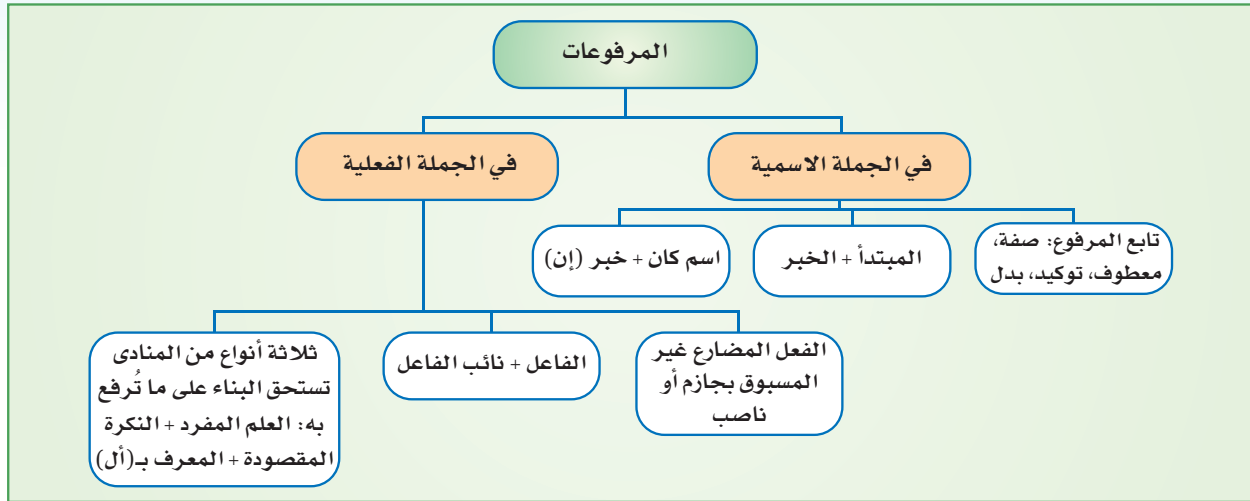 المرفوعات
في الجملة الاسمية
في الجملة الفعلية
تابع المرفوع: صفة،
معطوف، توكيد، بدل
المبتدأ + الخبر
اسم كان + خبر (إن)
الفعل المضارع غير
المسبوق بجازم أو
ناصب
الفاعل + نائب الفاعل
ثلاثة أنواع من المنادى
تستحق البناء على ما تُرفع
به: العلم المفرد + النكرة
المقصودة + المعرف بـ(أل)